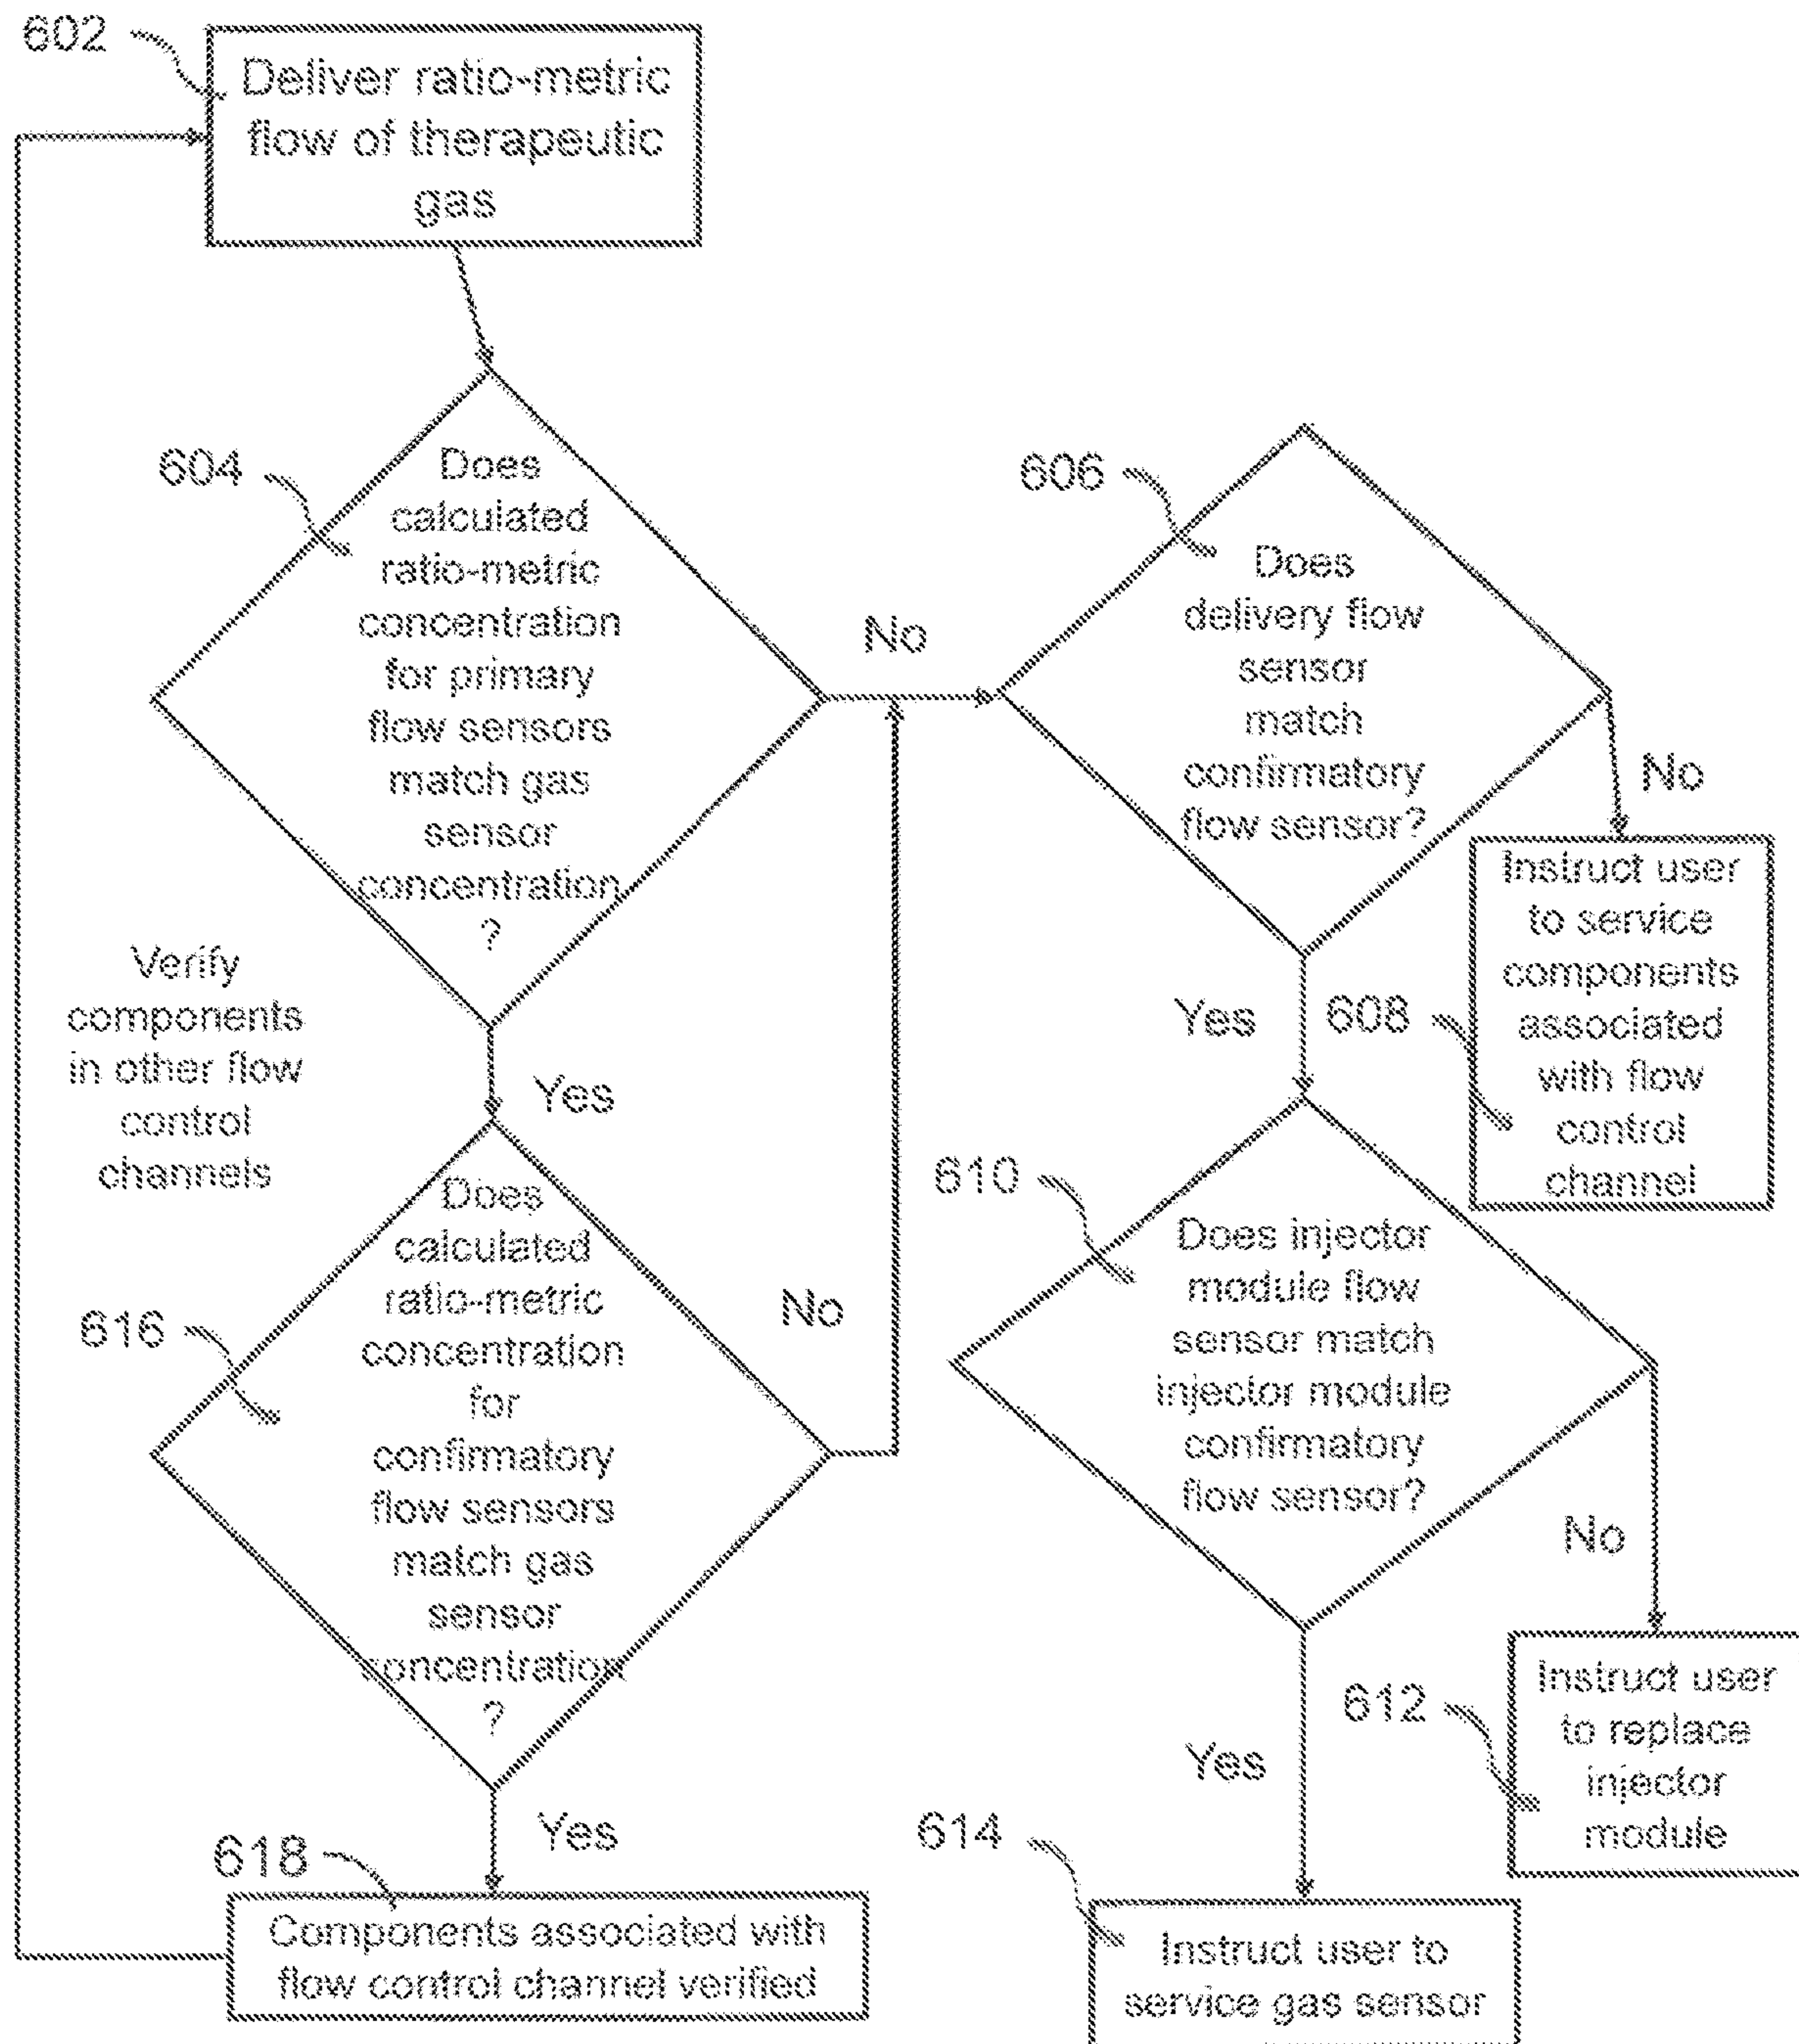 602
Deliver ratio-metric
flow of therapeutic
gas
604
Does
calculated
ratio-metric
concentration
for primary
flow sensors
match gas
sensor
concentration
?
No
606
Does
delivery flow
sensor
match
confirmatory
flow sensor?
No
608
Instruct user
to service
components
associated
with flow
control
channel
Yes
Verify
components
in other flow
control
channels
Yes
616
Does
calculated
ratio-metric
concentration
for
confirmatory
flow sensors
match gas
sensor
concentration
?
No
610
Does injector
module flow
sensor match
injector module
confirmatory
flow sensor?
No
612
Instruct user
to replace
injector
module
Yes
614
Instruct user to
service gas sensor
Yes
618
Components associated with
flow control channel verified